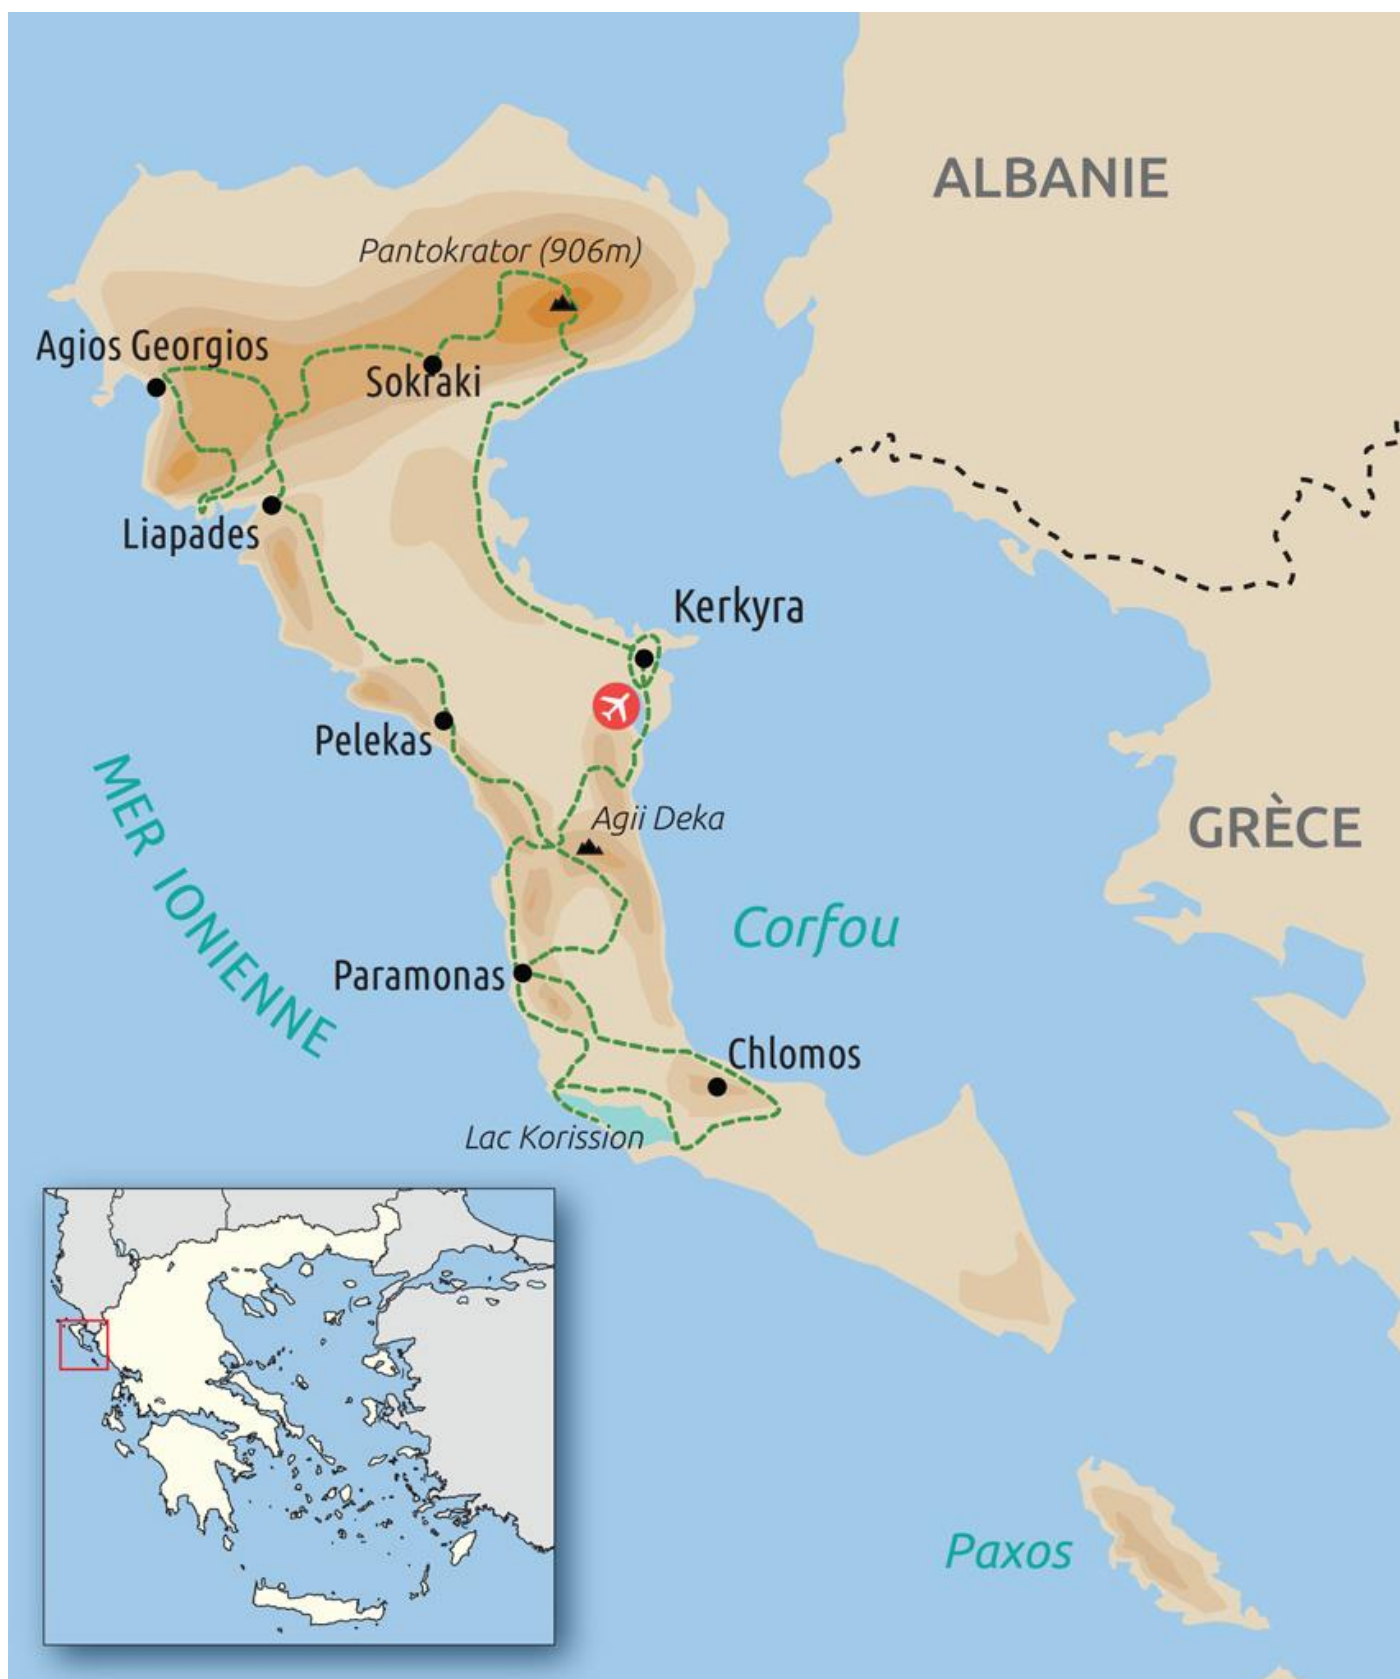 ALBANIE
Pantokrator (906m)
Agios Georgios
Sokraki
Liapades
Kerkyra
Pelekas
MER IONIENNE
Agii Deka
GRÈCE
Corfou
Paramonas
Chlomos
Lac Korission
Paxos